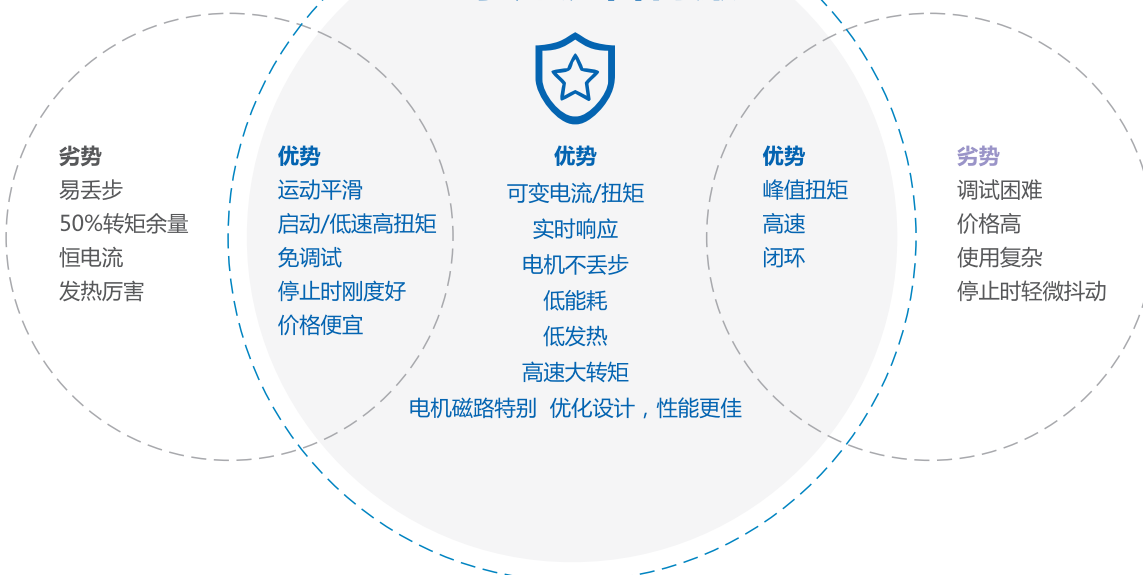 劣势
易丢步
50%转矩余量
恒电流
发热厉害
优势
运动平滑
启动/低速高扭矩
免调试
停止时刚度好
价格便宜
优势
可变电流/扭矩
实时响应
电机不丢步
低能耗
低发热
高速大转矩
电机磁路特别 优化设计，性能更佳
优势
峰值扭矩
高速
闭环
劣势
调试困难
价格高
使用复杂
停止时轻微抖动